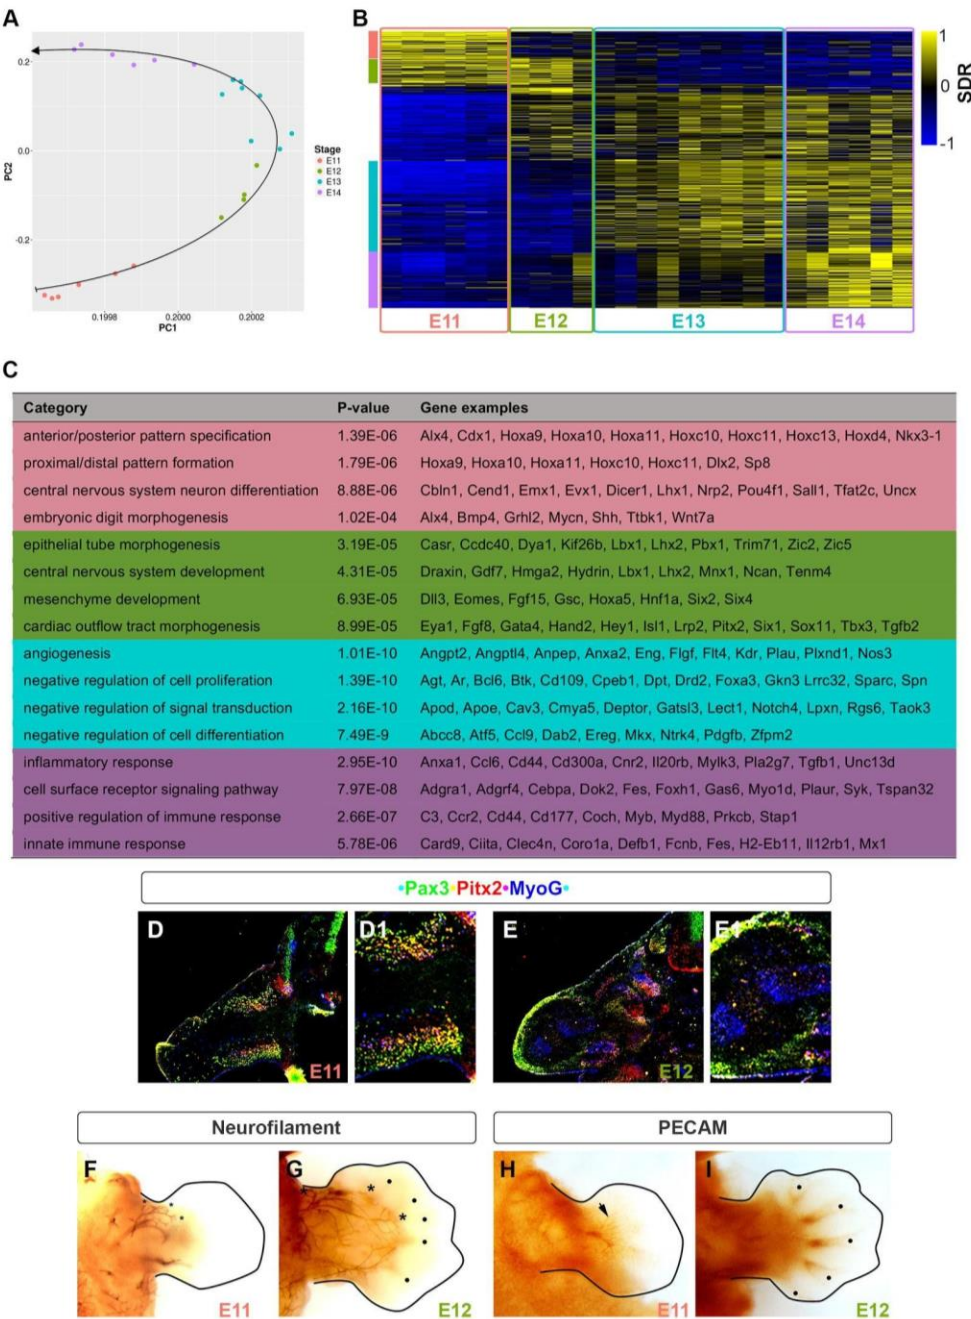 A
0.2
0.0
-0.2
PC2
0.1998 0.2000 0.2002
PC1
Stage
E11
E12
E13
E14
B
E11 E12 E13 E14
1
0
-1
SDR
C
Category P-value Gene examples
anterior/posterior pattern specification 1.39E-06 Alx4, Cdx1, Hoxa9, Hoxa10, Hoxa11, Hoxc10, Hoxc11, Hoxc13, Hoxd4, Nkx3-1
proximal/distal pattern formation 1.79E-06 Hoxa9, Hoxa10, Hoxa11, Hoxc10, Hoxc11, Dlx2, Sp8
central nervous system neuron differentiation 8.88E-06 Cbln1, Cend1, Emx1, Evx1, Dicer1, Lhx1, Nrp2, Pou4f1, Sall1, Tfat2c, Uncx
embryonic digit morphogenesis 1.02E-04 Alx4, Bmp4, Grhl2, Mycn, Shh, Ttbk1, Wnt7a
epithelial tube morphogenesis 3.19E-05 Casr, Ccdc40, Dya1, Kif26b, Lbx1, Lhx2, Pbx1, Trim71, Zic2, Zic5
central nervous system development 4.31E-05 Draxin, Gdf7, Hmga2, Hydrin, Lbx1, Lhx2, Mnx1, Ncan, Tenm4
mesenchyme development 6.93E-05 Dll3, Eomes, Fgf15, Gsc, Hoxa5, Hnf1a, Six2, Six4
cardiac outflow tract morphogenesis 8.99E-05 Eya1, Fgf8, Gata4, Hand2, Hey1, Isl1, Lrp2, Pitx2, Six1, Sox11, Tbx3, Tgfb2
angiogenesis 1.01E-10 Angpt2, Angptl4, Anpep, Anxa2, Eng, Flgf, Flt4, Kdr, Plau, Plxnd1, Nos3
negative regulation of cell proliferation 1.39E-10 Agt, Ar, Bcl6, Btk, Cd109, Cpeb1, Dpt, Drd2, Foxa3, Gkn3 Lrrc32, Sparc, Spn
negative regulation of signal transduction 2.16E-10 Apod, Apoe, Cav3, Cmya5, Deptor, Gatsl3, Lect1, Notch4, Lpxn, Rgs6, Taok3
negative regulation of cell differentiation 7.49E-9 Abcc8, Atf5, Ccl9, Dab2, Ereg, Mkx, Ntrk4, Pdgfb, Zfpm2
inflammatory response 2.95E-10 Anxa1, Ccl6, Cd44, Cd300a, Cnr2, Il20rb, Mylk3, Pla2g7, Tgfb1, Unc13d
cell surface receptor signaling pathway 7.97E-08 Adgra1, Adgrf4, Cebpa, Dok2, Fes, Foxh1, Gas6, Myo1d, Plaur, Syk, Tspan32
positive regulation of immune response 2.66E-07 C3, Ccr2, Cd44, Cd177, Coch, Myb, Myd88, Prkcb, Stap1
innate immune response 5.78E-06 Card9, Ciita, Clec4n, Coro1a, Defb1, Fcnb, Fes, H2-Eb11, Il12rb1, Mx1
•Pax3•Pitx2•MyoG•
D D1 E E1
E11 E12
Neurofilament PECAM
F G H I
E11 E12 E11 E12